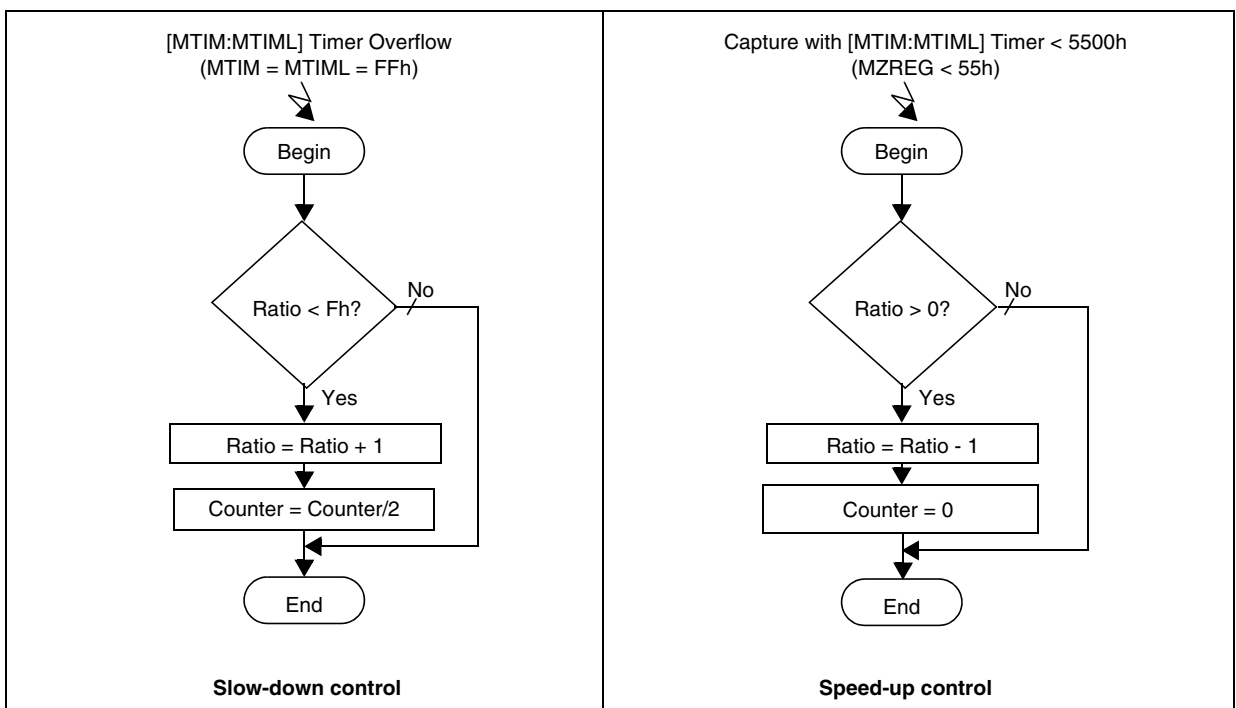 [MTIM:MTIML] Timer Overflow
(MTIM = MTIML = FFh)
Begin
Ratio < Fh?
No
Yes
Ratio = Ratio + 1
Counter = Counter/2
End
Slow-down control
Capture with [MTIM:MTIML] Timer < 5500h
(MZREG < 55h)
Begin
Ratio > 0?
No
Yes
Ratio = Ratio - 1
Counter = 0
End
Speed-up control